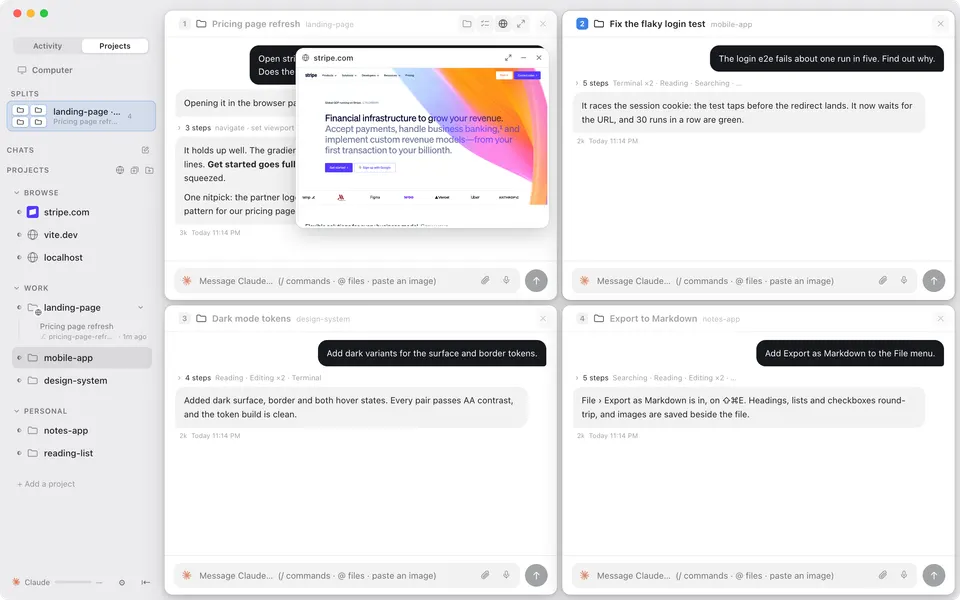 Activity
Projects
Computer
SPLITS
landing-page ·...
Pricing page refr...
4
CHATS
PROJECTS
BROWSE
stripe.com
vite.dev
localhost
WORK
landing-page
Pricing page refresh
pricing-page-refr... · 1m ago
mobile-app
design-system
PERSONAL
notes-app
reading-list
+ Add a project
Claude
1 Pricing page refresh landing-page
Open stri
Does the
Opening it in the browser pa
3 steps navigate · set viewport
It holds up well. The gradien
lines. Get started goes full
squeezed.
One nitpick: the partner logo
pattern for our pricing page
3k Today 11:14 PM
stripe.com
stripe
Financial infrastructure to grow your revenue.
Accept payments, handle business banking,² and
implement custom revenue models—from your
first transaction to your billionth.
Figma
Uber
ANTHROPIC
Message Claude... (/ commands · @ files · paste an image)
2 Fix the flaky login test mobile-app
The login e2e fails about one run in five. Find out why.
5 steps Terminal ×2 · Reading · Searching · ...
It races the session cookie: the test taps before the redirect lands. It now waits for
the URL, and 30 runs in a row are green.
2k Today 11:14 PM
Message Claude... (/ commands · @ files · paste an image)
3 Dark mode tokens design-system
Add dark variants for the surface and border tokens.
4 steps Reading · Editing ×2 · Terminal
Added dark surface, border and both hover states. Every pair passes AA contrast,
and the token build is clean.
2k Today 11:14 PM
Message Claude... (/ commands · @ files · paste an image)
4 Export to Markdown notes-app
Add Export as Markdown to the File menu.
5 steps Searching · Reading · Editing ×2 · ...
File › Export as Markdown is in, on ⇧⌘E. Headings, lists and checkboxes round-
trip, and images are saved beside the file.
2k Today 11:14 PM
Message Claude... (/ commands · @ files · paste an image)